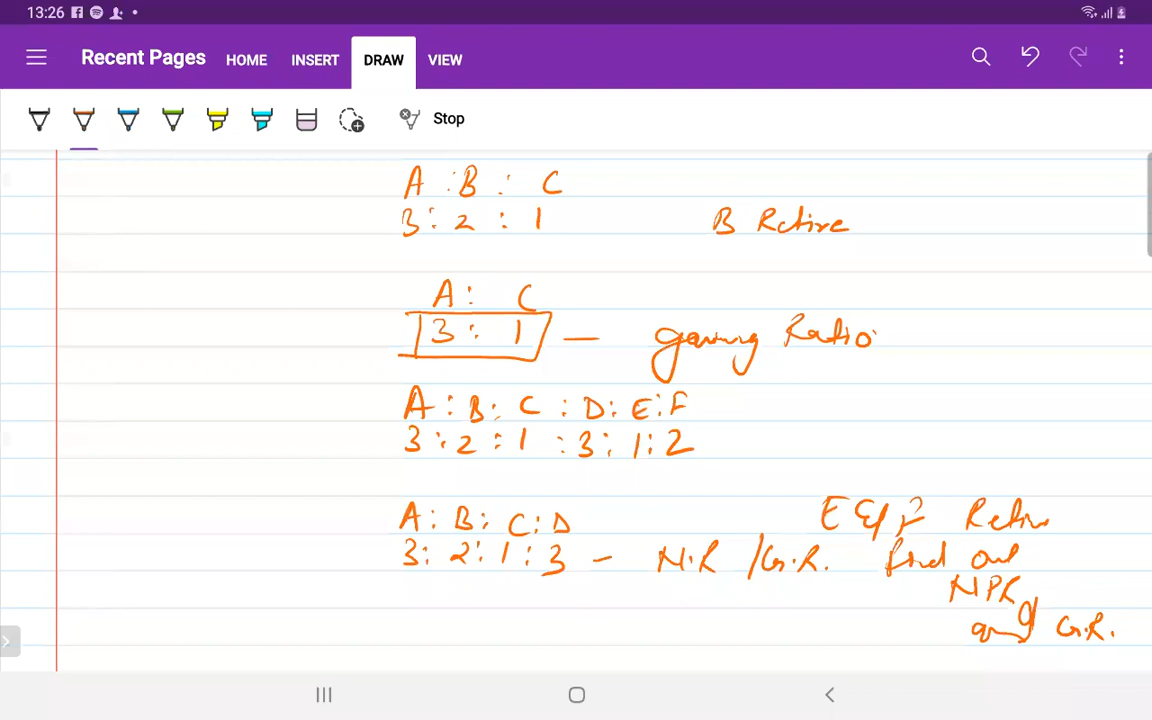 13:26
Recent Pages HOME INSERT DRAW VIEW
Stop
A : B : C
3 : 2 : 1 B Retire
A : C
3 : 1 — gaining Ratio
A : B : C : D : E : F
3 : 2 : 1 : 3 : 1 : 2
A : B : C : D E & F Retire
3 : 2 : 1 : 3 — N.R / G.R. find out
NPR
and G.R.